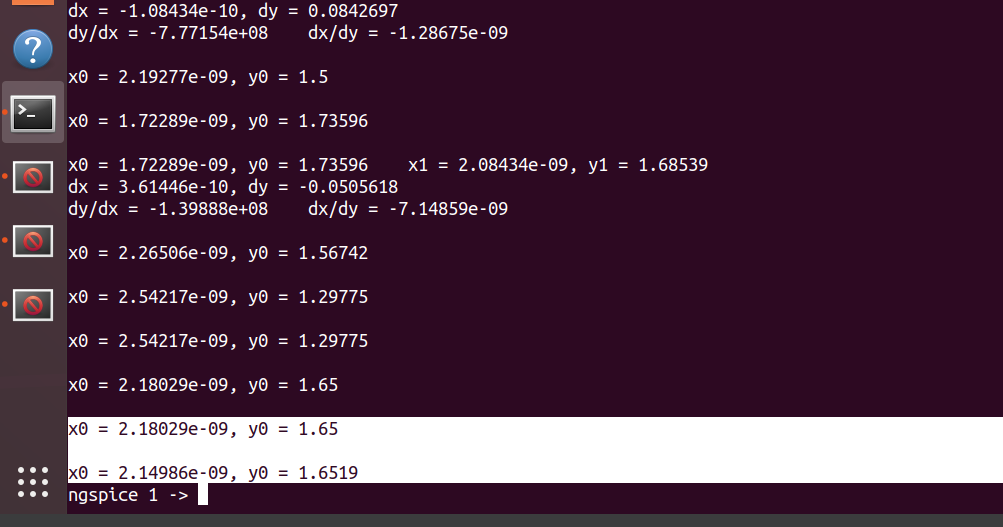 dx = -1.08434e-10, dy = 0.0842697
dy/dx = -7.77154e+08    dx/dy = -1.28675e-09
x0 = 2.19277e-09, y0 = 1.5
x0 = 1.72289e-09, y0 = 1.73596
x0 = 1.72289e-09, y0 = 1.73596    x1 = 2.08434e-09, y1 = 1.68539
dx = 3.61446e-10, dy = -0.0505618
dy/dx = -1.39888e+08    dx/dy = -7.14859e-09
x0 = 2.26506e-09, y0 = 1.56742
x0 = 2.54217e-09, y0 = 1.29775
x0 = 2.54217e-09, y0 = 1.29775
x0 = 2.18029e-09, y0 = 1.65
x0 = 2.18029e-09, y0 = 1.65
x0 = 2.14986e-09, y0 = 1.6519
ngspice 1 ->